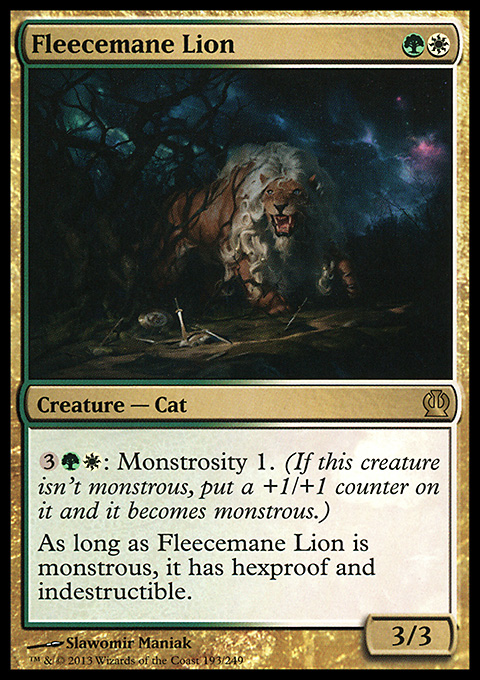 Fleecemane Lion
Creature — Cat
3: Monstrosity 1. (If this creature
isn't monstrous, put a +1/+1 counter on
it and it becomes monstrous.)
As long as Fleecemane Lion is
monstrous, it has hexproof and
indestructible.
3/3
Slawomir Maniak
™ & © 2013 Wizards of the Coast 193/249